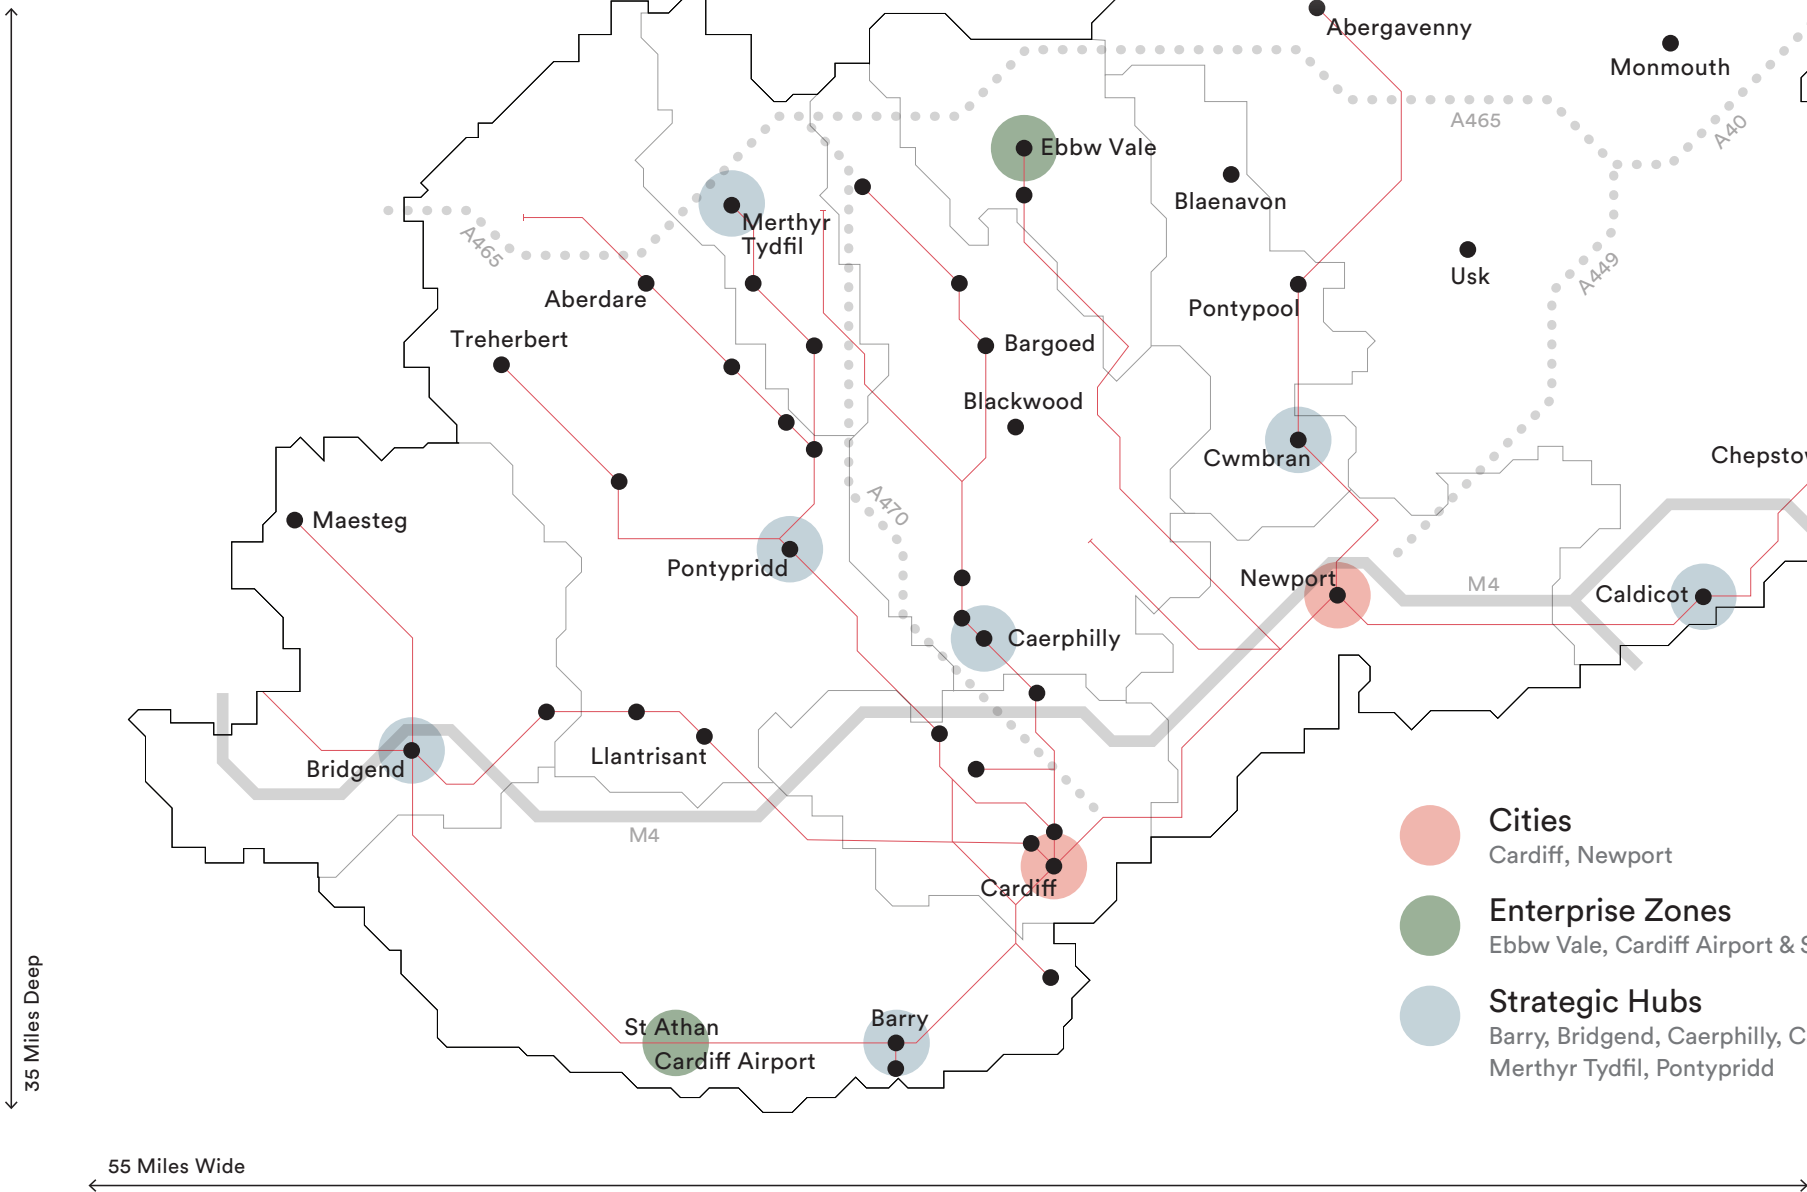 Abergavenny
Monmouth
A465
A40
Ebbw Vale
Blaenavon
Merthyr
Tydfil
A465
A449
Usk
Aberdare
Pontypool
Treherbert
Bargoed
Blackwood
Cwmbran
Chepstow
A470
Maesteg
Pontypridd
Newport
M4
Caldicot
Caerphilly
Llantrisant
Bridgend
M4
Cardiff
Cities
Cardiff, Newport
Enterprise Zones
Ebbw Vale, Cardiff Airport &
Strategic Hubs
Barry, Bridgend, Caerphilly,
Merthyr Tydfil, Pontypridd
St Athan
Cardiff Airport
Barry
35 Miles Deep
55 Miles Wide